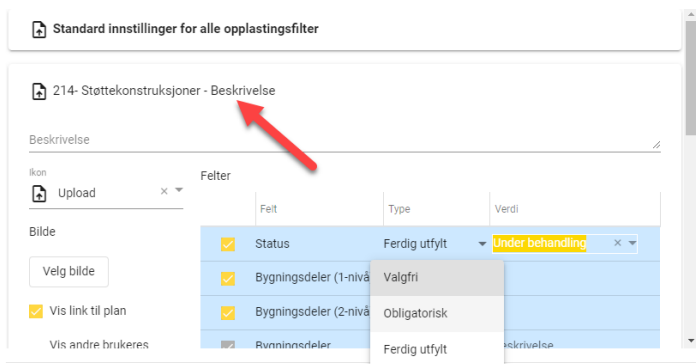 Standard innstillinger for alle opplastingsfilter
214- Støttekonstruksjoner - Beskrivelse
Beskrivelse
Ikon
Upload
Felter
Felt Type Verdi
Bilde
Status Ferdig utfylt Under behandling
Velg bilde
Bygningsdeler (1-nivå Valgfri
Vis link til plan
Bygningsdeler (2-nivå Obligatorisk
Vis andre brukeres
Bygningsdeler Ferdig utfylt eskrivelse